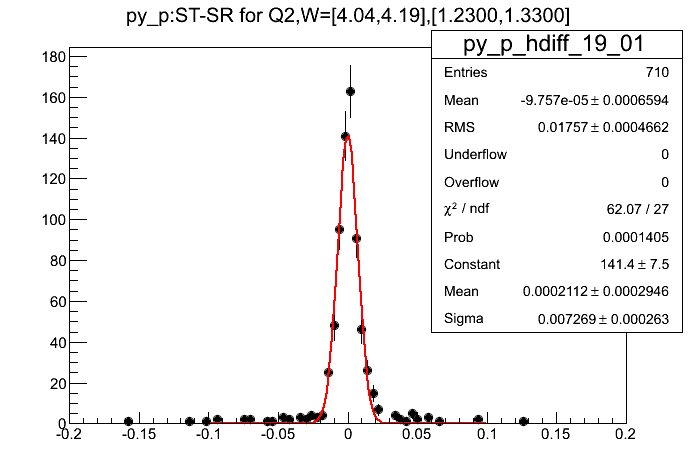 py_p:ST-SR for Q2,W=[4.04,4.19],[1.2300,1.3300]
py_p_hdiff_19_01
Entries 710
Mean -9.757e-05 ± 0.0006594
RMS 0.01757 ± 0.0004662
Underflow 0
Overflow 0
χ² / ndf 62.07 / 27
Prob 0.0001405
Constant 141.4 ± 7.5
Mean 0.0002112 ± 0.0002946
Sigma 0.007269 ± 0.000263
180
160
140
120
100
80
60
40
20
0
-0.2 -0.15 -0.1 -0.05 0 0.05 0.1 0.15 0.2